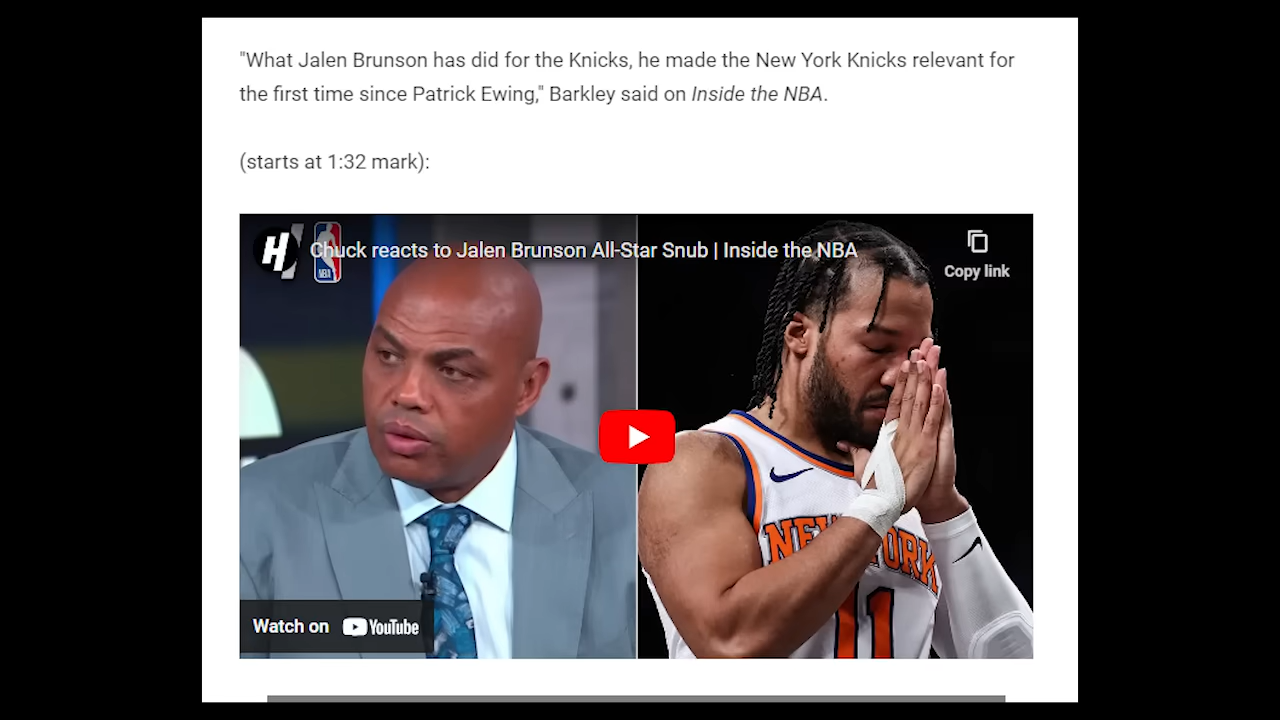 "What Jalen Brunson has did for the Knicks, he made the New York Knicks relevant for
the first time since Patrick Ewing," Barkley said on Inside the NBA.
(starts at 1:32 mark):
H
NBA
Chuck reacts to Jalen Brunson All-Star Snub | Inside the NBA
Copy link
NEW YORK
11
Watch on YouTube